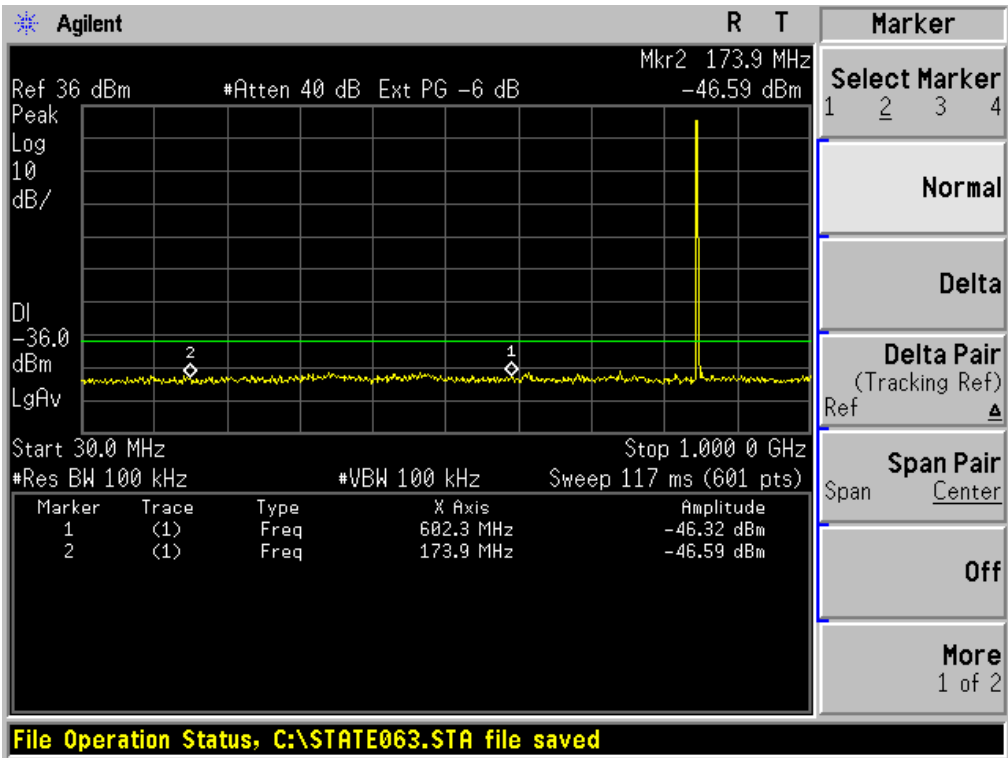 Agilent R T
Mkr2 173.9 MHz
Ref 36 dBm #Atten 40 dB Ext PG -6 dB -46.59 dBm
Peak
Log
10
dB/
DI
-36.0
dBm
LgAv
2
1
Start 30.0 MHz Stop 1.000 0 GHz
#Res BW 100 kHz #VBW 100 kHz Sweep 117 ms (601 pts)
Marker Trace Type X Axis Amplitude
1 (1) Freq 602.3 MHz -46.32 dBm
2 (1) Freq 173.9 MHz -46.59 dBm
File Operation Status, C:\STATE063.STA file saved
Marker
Select Marker
1 2 3 4
Normal
Delta
Delta Pair
(Tracking Ref)
Ref Δ
Span Pair
Span Center
Off
More
1 of 2